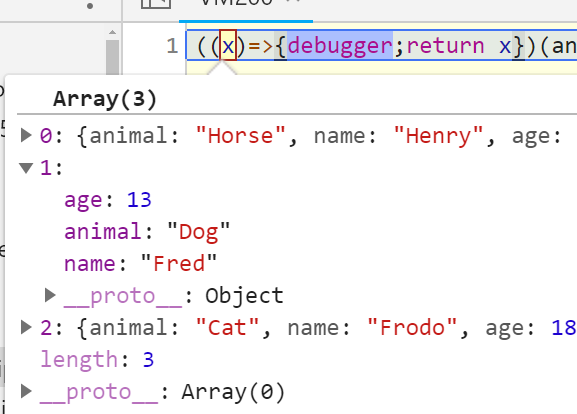 1 ((x)=>{debugger;return x})(an
Array(3)
0: {animal: "Horse", name: "Henry", age:
1:
age: 13
animal: "Dog"
name: "Fred"
__proto__: Object
2: {animal: "Cat", name: "Frodo", age: 18
length: 3
__proto__: Array(0)